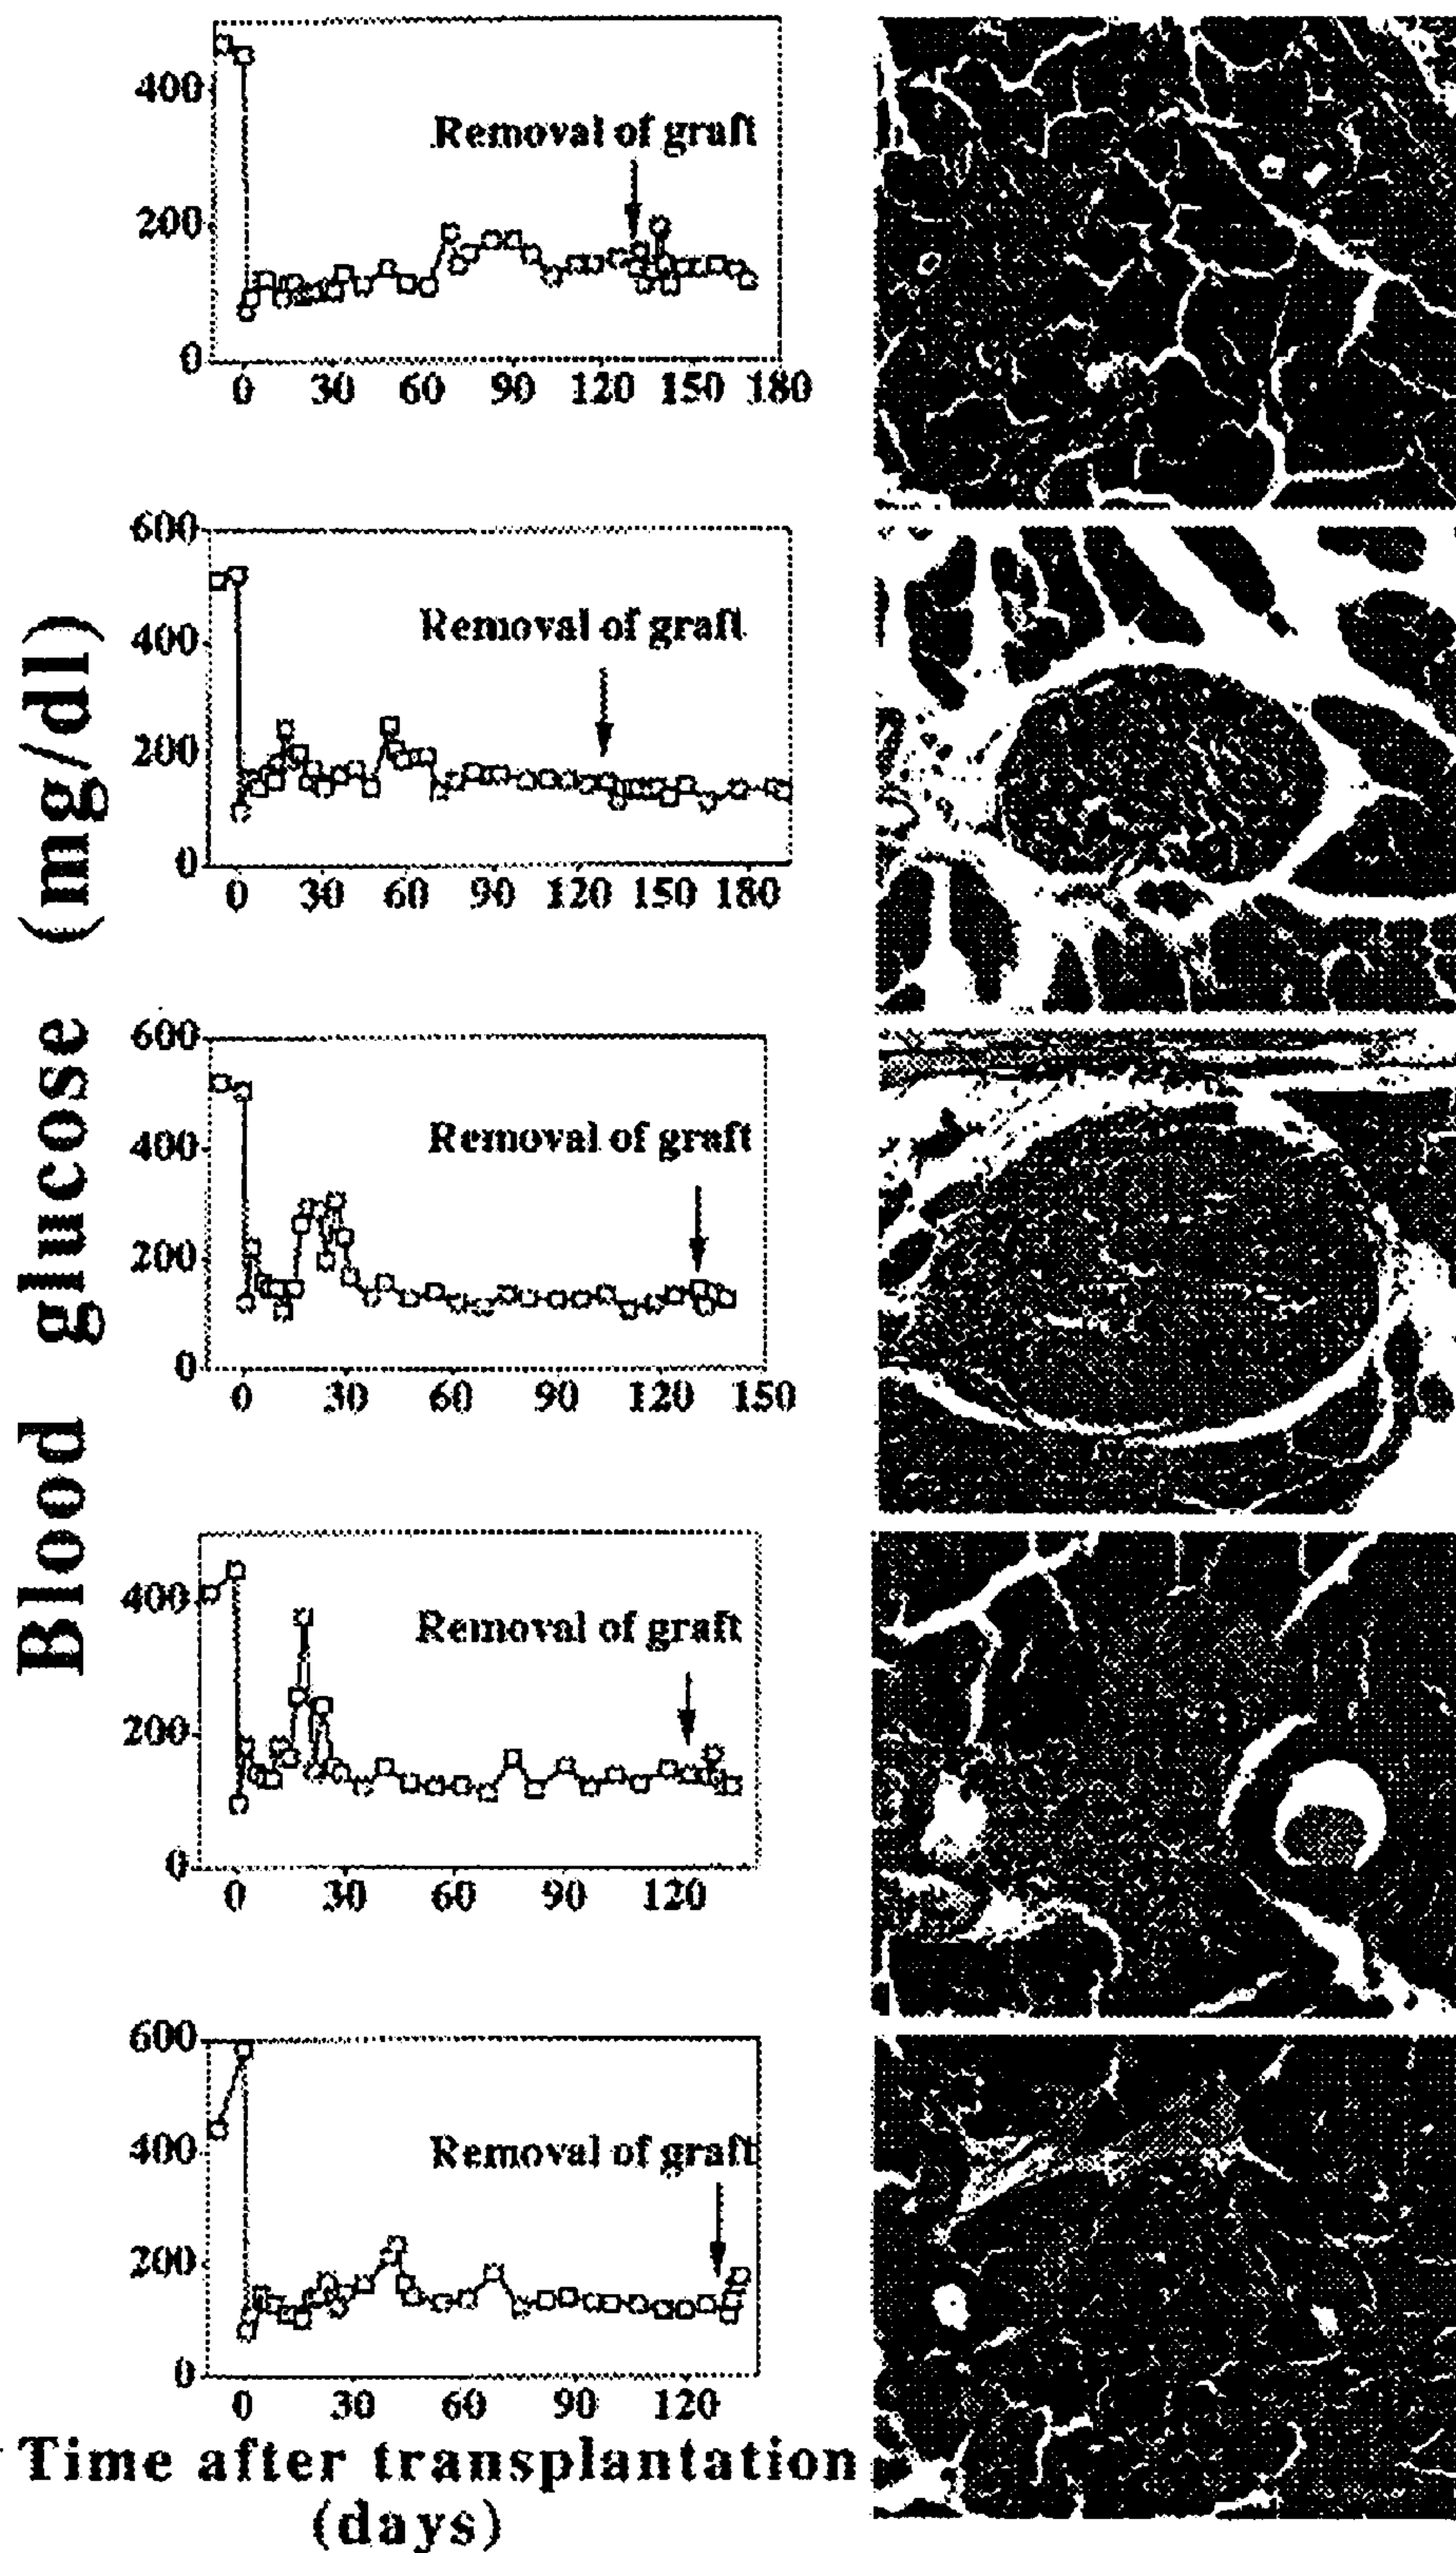 Blood glucose (mg/dl)
400
200
0
Removal of graft
0 30 60 90 120 150 180
600
400
200
0
Removal of graft
0 30 60 90 120 150 180
600
400
200
0
Removal of graft
0 30 60 90 120 150
400
200
0
Removal of graft
0 30 60 90 120
600
400
200
0
Removal of graft
0 30 60 90 120
Time after transplantation
(days)